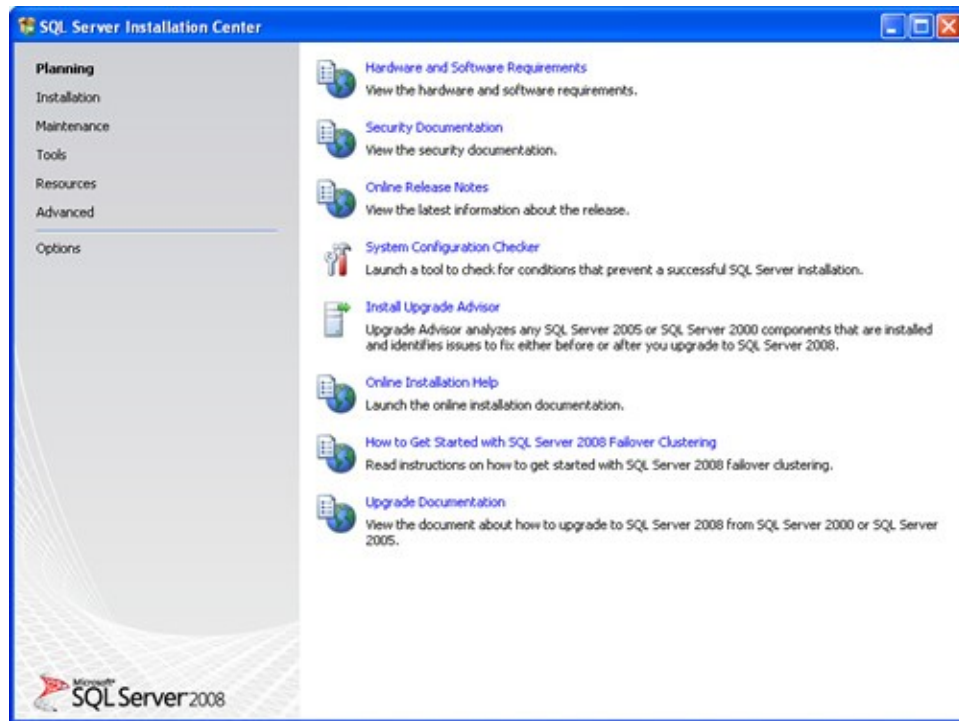 SQL Server Installation Center
Planning
Installation
Maintenance
Tools
Resources
Advanced
Options
Hardware and Software Requirements
View the hardware and software requirements.
Security Documentation
View the security documentation.
Online Release Notes
View the latest information about the release.
System Configuration Checker
Launch a tool to check for conditions that prevent a successful SQL Server installation.
Install Upgrade Advisor
Upgrade Advisor analyzes any SQL Server 2005 or SQL Server 2000 components that are installed
and identifies issues to fix either before or after you upgrade to SQL Server 2008.
Online Installation Help
Launch the online installation documentation.
How to Get Started with SQL Server 2008 Failover Clustering
Read instructions on how to get started with SQL Server 2008 failover clustering.
Upgrade Documentation
View the document about how to upgrade to SQL Server 2008 from SQL Server 2000 or SQL Server
2005.
Microsoft
SQL Server 2008